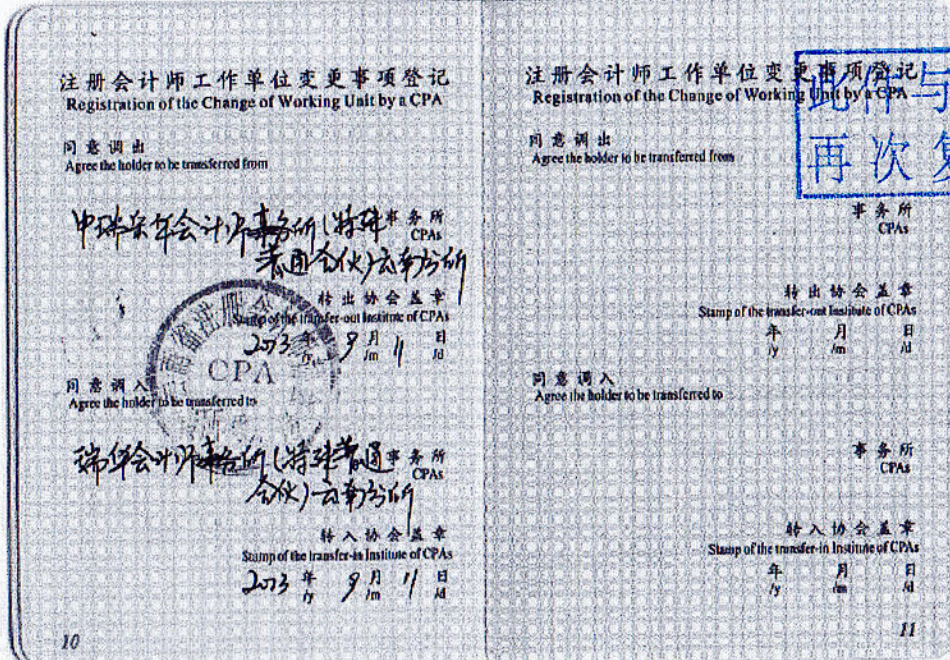 注册会计师工作单位变更事项登记
Registration of the Change of Working Unit by a CPA
同意调出
Agree the holder to be transferred from
中瑞岳华会计师事务所(特殊 事务所
CPAs
普通合伙)云南分所
转出协会盖章
Stamp of the transfer-out Institute of CPAs
2013 年 9 月 11 日
/y /m /d
CPA
同意调入
Agree the holder to be transferred to
瑞华会计师事务所(特殊普通 事务所
CPAs
合伙)云南分所
转入协会盖章
Stamp of the transfer-in Institute of CPAs
2013 年 9 月 11 日
/y /m /d
10
注册会计师工作单位变更事项登记
Registration of the Change of Working Unit by a CPA
此件与
再次复
同意调出
Agree the holder to be transferred from
事务所
CPAs
转出协会盖章
Stamp of the transfer-out Institute of CPAs
年 月 日
/y /m /d
同意调入
Agree the holder to be transferred to
事务所
CPAs
转入协会盖章
Stamp of the transfer-in Institute of CPAs
年 月 日
/y /m /d
11